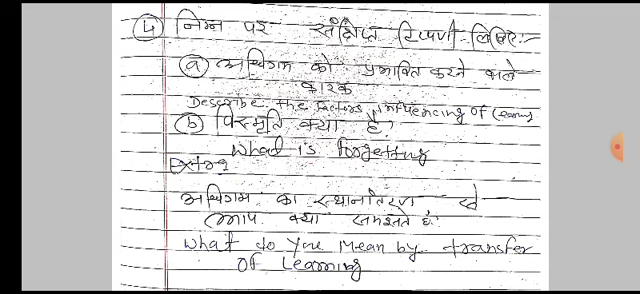 ④ निम्न पर संक्षिप्त टिप्पणी लिखिए:-
ⓐ अधिगम को प्रभावित करने वाले
कारक
Describe the factors influencing of learning
ⓑ विस्मृति क्या है?
What is forgetting
Extra
अधिगम का स्थानांतरण से
आप क्या समझते हैं.
What do you mean by transfer
of Learning